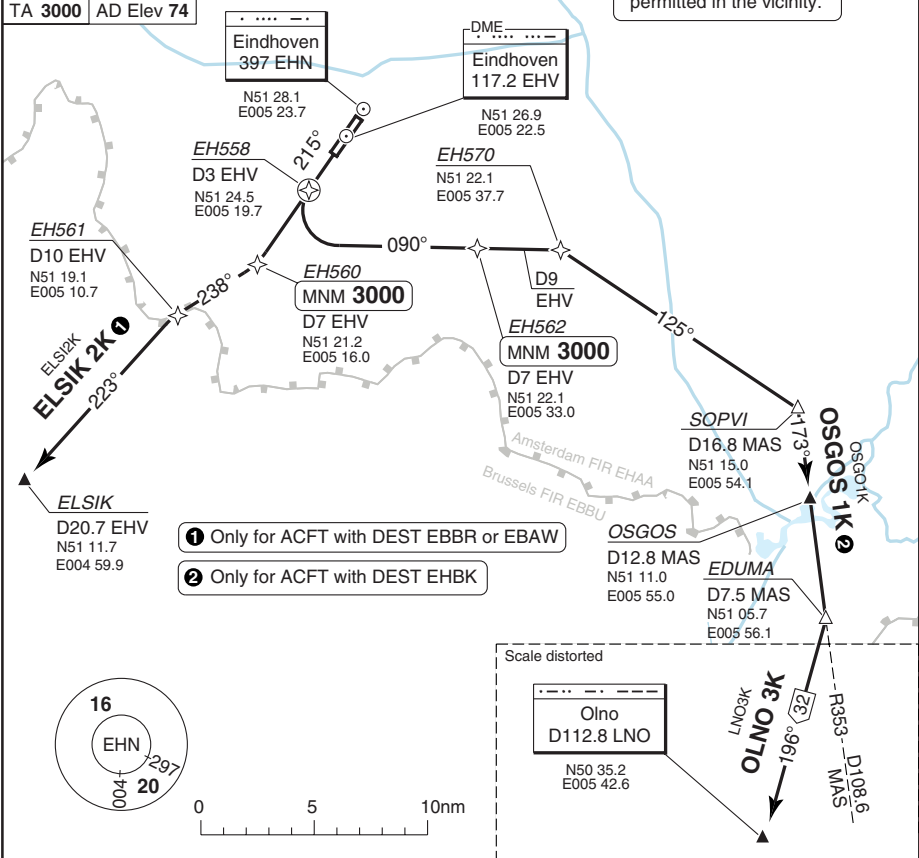 TA 3000 AD Elev 74
permitted in the vicinity.
Eindhoven
397 EHN
N51 28.1
E005 23.7
DME
Eindhoven
117.2 EHV
N51 26.9
E005 22.5
215°
EH558
D3 EHV
N51 24.5
E005 19.7
EH570
N51 22.1
E005 37.7
EH561
D10 EHV
N51 19.1
E005 10.7
090°
D9
EHV
238°
EH560
MNM 3000
D7 EHV
N51 21.2
E005 16.0
EH562
MNM 3000
D7 EHV
N51 22.1
E005 33.0
125°
ELSI2K
ELSIK 2K 1
223°
SOPVI
D16.8 MAS
N51 15.0
E005 54.1
173°
OSGOS 1K 2
OSGO1K
Amsterdam FIR EHAA
Brussels FIR EBBU
ELSIK
D20.7 EHV
N51 11.7
E004 59.9
1 Only for ACFT with DEST EBBR or EBAW
2 Only for ACFT with DEST EHBK
OSGOS
D12.8 MAS
N51 11.0
E005 55.0
EDUMA
D7.5 MAS
N51 05.7
E005 56.1
Scale distorted
Olno
D112.8 LNO
N50 35.2
E005 42.6
LNO3K
OLNO 3K
32
196°
R353
D108.6
MAS
16
EHN
297
004
20
0 5 10nm